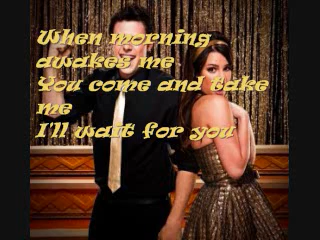 When morning
awakes me
You come and take
me
I'll wait for you